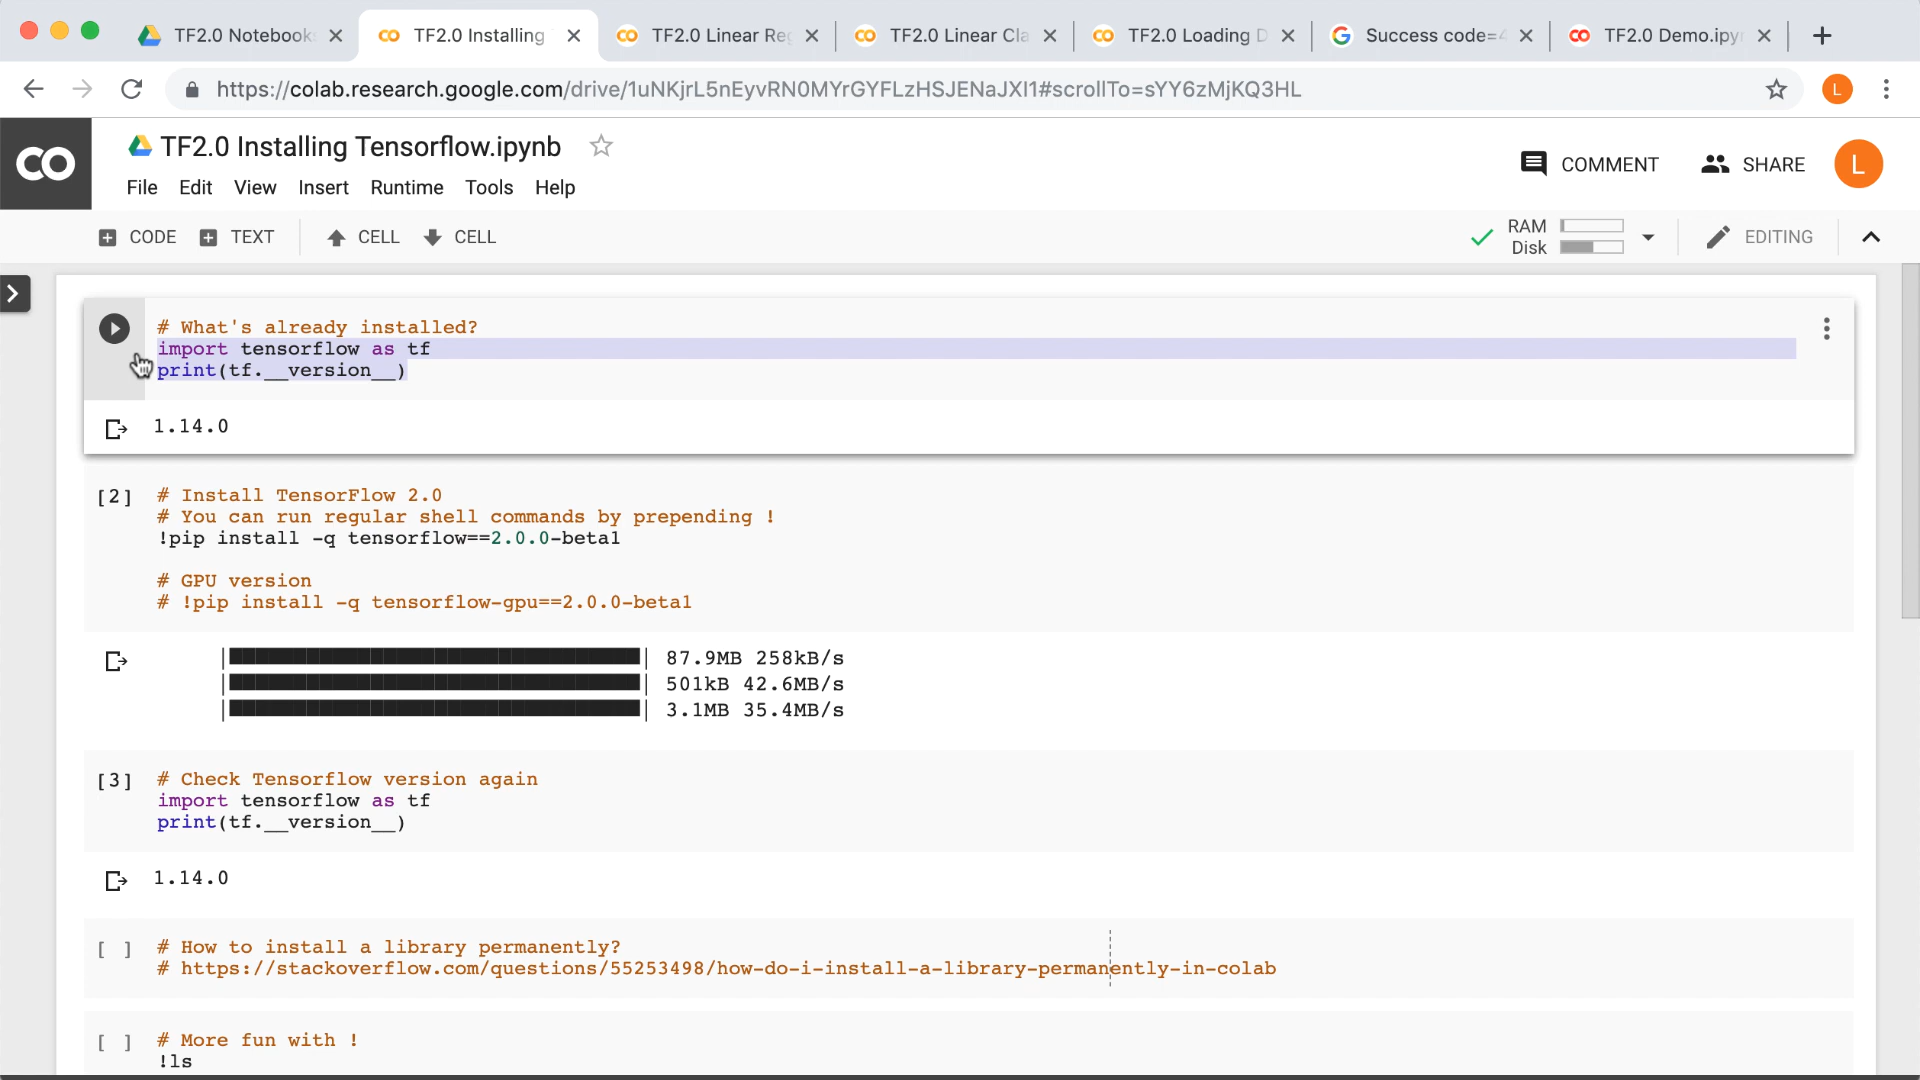 TF2.0 Notebook
TF2.0 Installing
TF2.0 Linear Reg
TF2.0 Linear Cla
TF2.0 Loading D
Success code=4
TF2.0 Demo.ipy
https://colab.research.google.com/drive/1uNKjrL5nEyvRN0MYrGYFLzHSJENaJXI1#scrollTo=sYY6zMjKQ3HL
L
CO
TF2.0 Installing Tensorflow.ipynb
COMMENT
SHARE
L
File Edit View Insert Runtime Tools Help
CODE TEXT CELL CELL
RAM
Disk
EDITING
# What's already installed?
import tensorflow as tf
print(tf.__version__)
1.14.0
[2] # Install TensorFlow 2.0
# You can run regular shell commands by prepending !
!pip install -q tensorflow==2.0.0-beta1
# GPU version
# !pip install -q tensorflow-gpu==2.0.0-beta1
87.9MB 258kB/s
501kB 42.6MB/s
3.1MB 35.4MB/s
[3] # Check Tensorflow version again
import tensorflow as tf
print(tf.__version__)
1.14.0
[ ] # How to install a library permanently?
# https://stackoverflow.com/questions/55253498/how-do-i-install-a-library-permanently-in-colab
[ ] # More fun with !
!ls